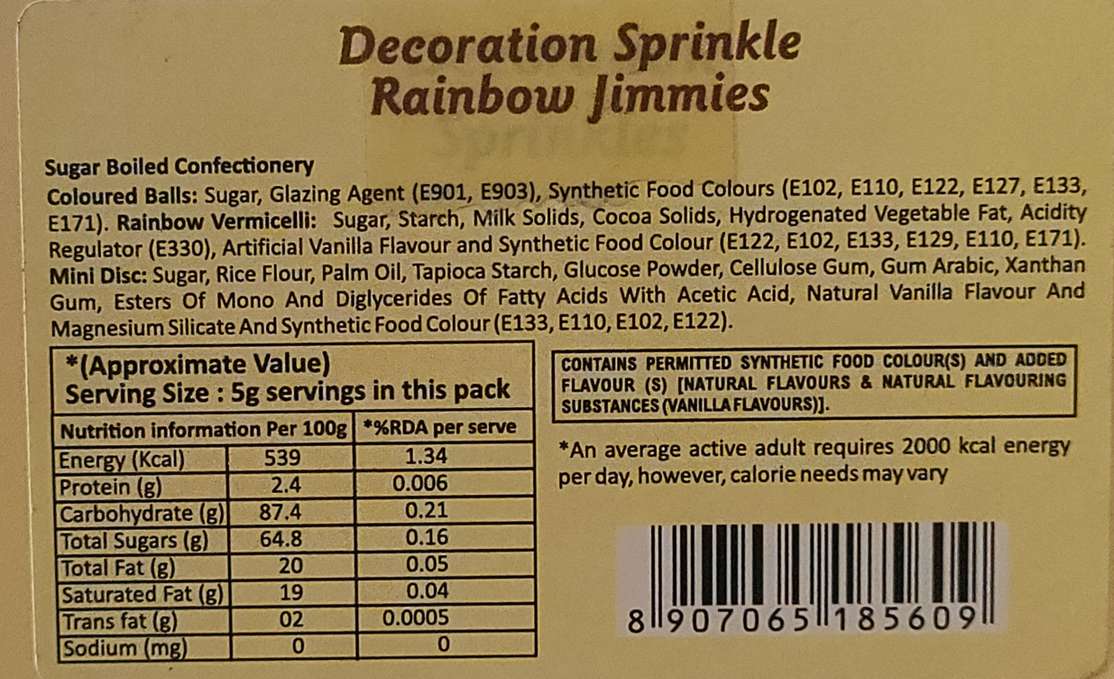 Decoration Sprinkle
Rainbow Jimmies
Sprinkles
Sugar Boiled Confectionery
Coloured Balls: Sugar, Glazing Agent (E901, E903), Synthetic Food Colours (E102, E110, E122, E127, E133,
E171). Rainbow Vermicelli: Sugar, Starch, Milk Solids, Cocoa Solids, Hydrogenated Vegetable Fat, Acidity
Regulator (E330), Artificial Vanilla Flavour and Synthetic Food Colour (E122, E102, E133, E129, E110, E171).
Mini Disc: Sugar, Rice Flour, Palm Oil, Tapioca Starch, Glucose Powder, Cellulose Gum, Gum Arabic, Xanthan
Gum, Esters Of Mono And Diglycerides Of Fatty Acids With Acetic Acid, Natural Vanilla Flavour And
Magnesium Silicate And Synthetic Food Colour (E133, E110, E102, E122).
*(Approximate Value)
Serving Size : 5g servings in this pack
Nutrition information Per 100g *%RDA per serve
Energy (Kcal) 539 1.34
Protein (g) 2.4 0.006
Carbohydrate (g) 87.4 0.21
Total Sugars (g) 64.8 0.16
Total Fat (g) 20 0.05
Saturated Fat (g) 19 0.04
Trans fat (g) 02 0.0005
Sodium (mg) 0 0
CONTAINS PERMITTED SYNTHETIC FOOD COLOUR(S) AND ADDED
FLAVOUR (S) [NATURAL FLAVOURS & NATURAL FLAVOURING
SUBSTANCES (VANILLA FLAVOURS)].
*An average active adult requires 2000 kcal energy
per day, however, calorie needs may vary
8 907065 185609